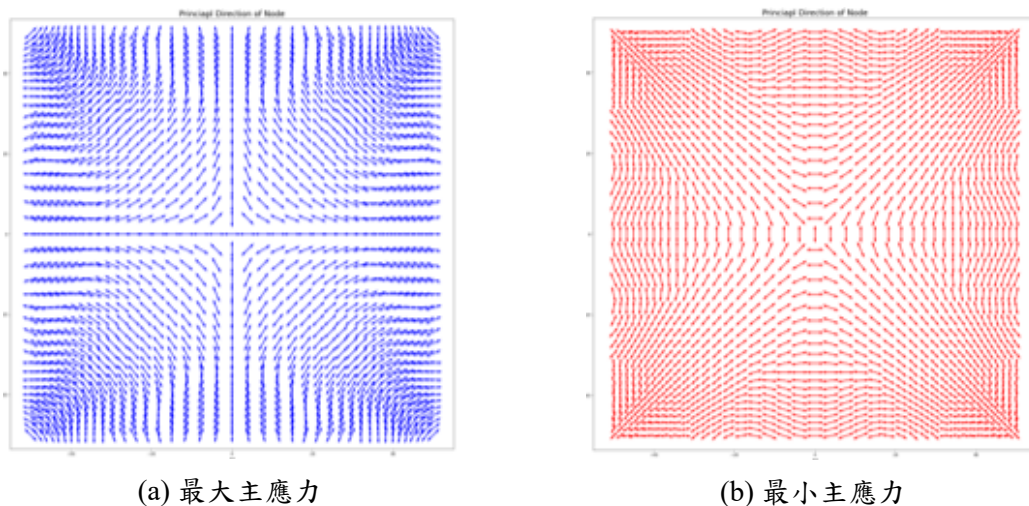 Princiapl Direction of Node
Princiapl Direction of Node
(a) 最大主應力
(b) 最小主應力